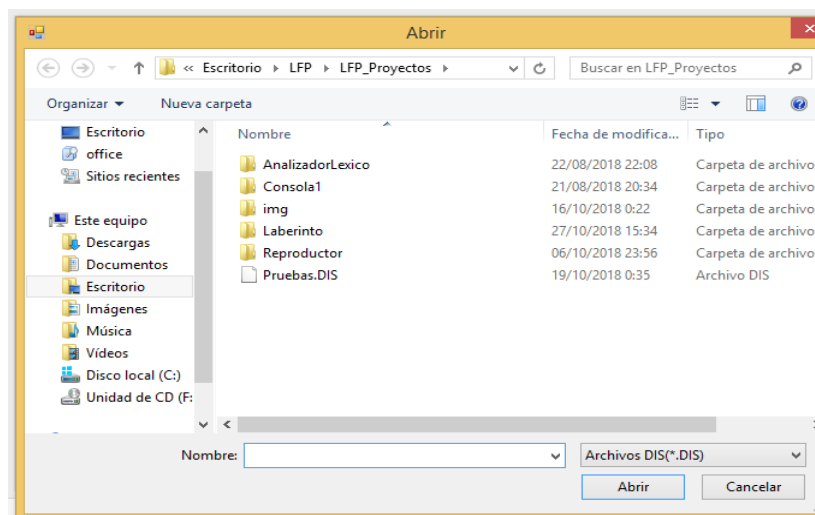 Abrir
« Escritorio ▸ LFP ▸ LFP_Proyectos ▸
Buscar en LFP_Proyectos
Organizar ▾ Nueva carpeta
Escritorio
office
Sitios recientes
Este equipo
Descargas
Documentos
Escritorio
Imágenes
Música
Vídeos
Disco local (C:)
Unidad de CD (F:
Nombre Fecha de modifica... Tipo
AnalizadorLexico 22/08/2018 22:08 Carpeta de archivo
Consola1 21/08/2018 20:34 Carpeta de archivo
img 16/10/2018 0:22 Carpeta de archivo
Laberinto 27/10/2018 15:34 Carpeta de archivo
Reproductor 06/10/2018 23:56 Carpeta de archivo
Pruebas.DIS 19/10/2018 0:35 Archivo DIS
Nombre: Archivos DIS(*.DIS)
Abrir Cancelar